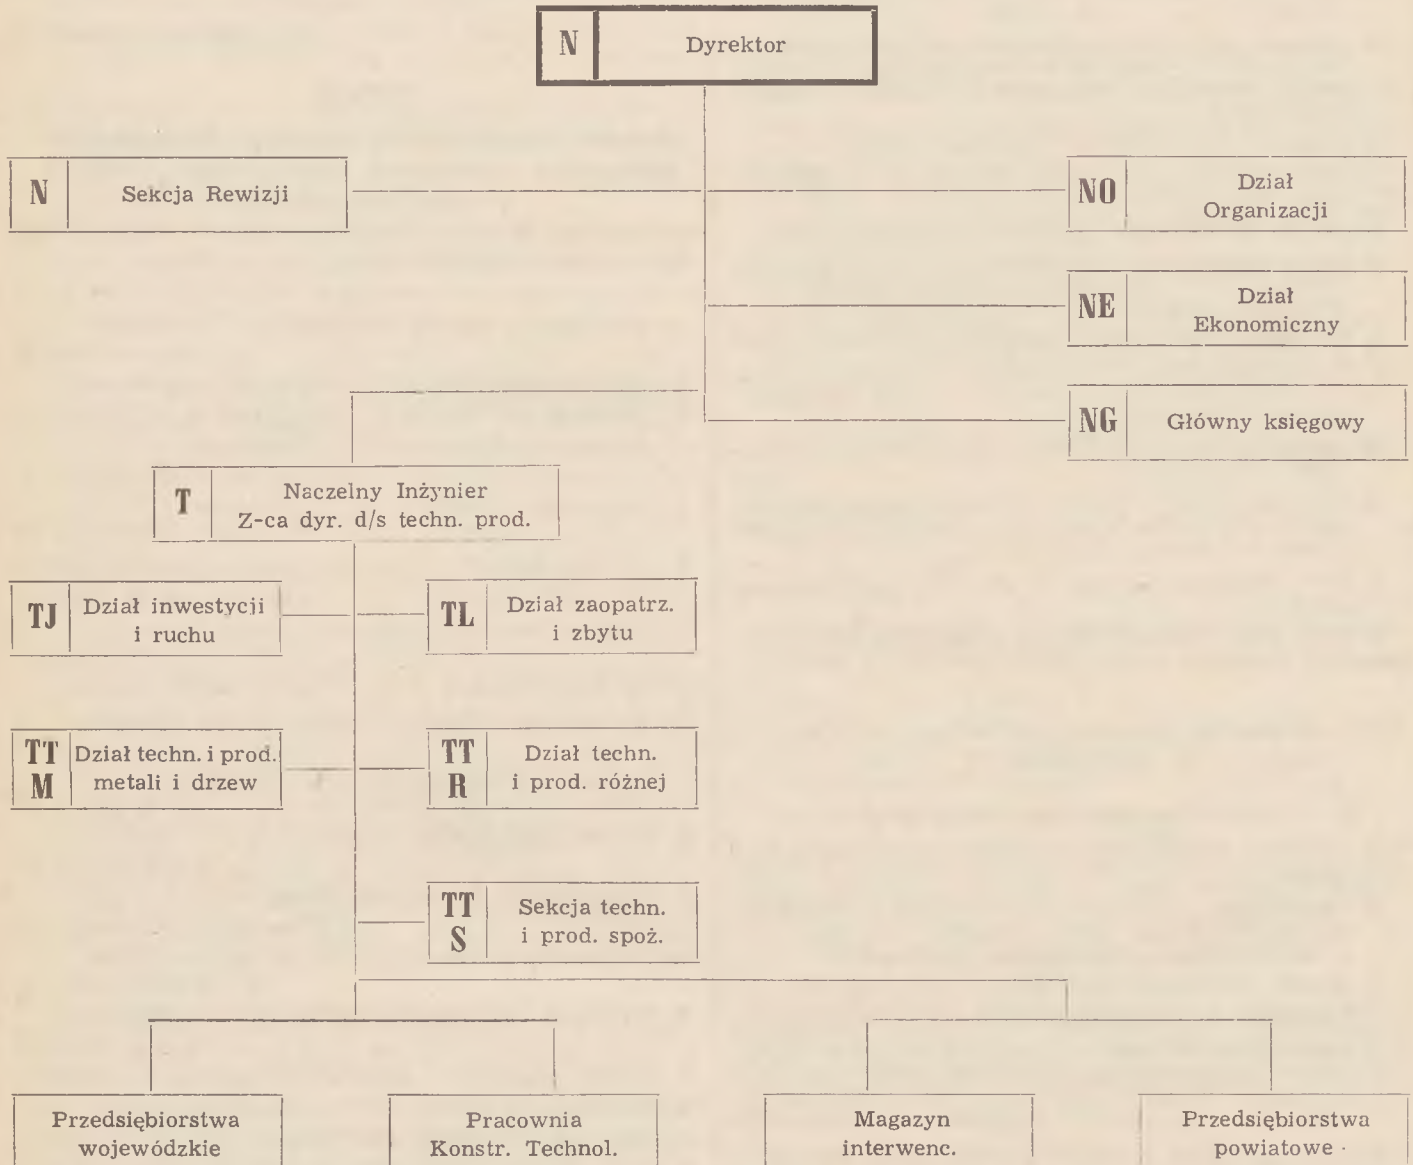 N Dyrektor
N Sekcja Rewizji
NO Dział
Organizacji
NE Dział
Ekonomiczny
NG Główny księgowy
T Naczelny Inżynier
Z-ca dyr. d/s techn. prod.
TJ Dział inwestycji
i ruchu
TL Dział zaopatrz.
i zbytu
TT Dział techn. i prod.
M metali i drzew
TT Dział techn.
R i prod. różnej
TT Sekcja techn.
S i prod. spoż.
Przedsiębiorstwa
wojewódzkie
Pracownia
Konstr. Technol.
Magazyn
interwenc.
Przedsiębiorstwa
powiatowe